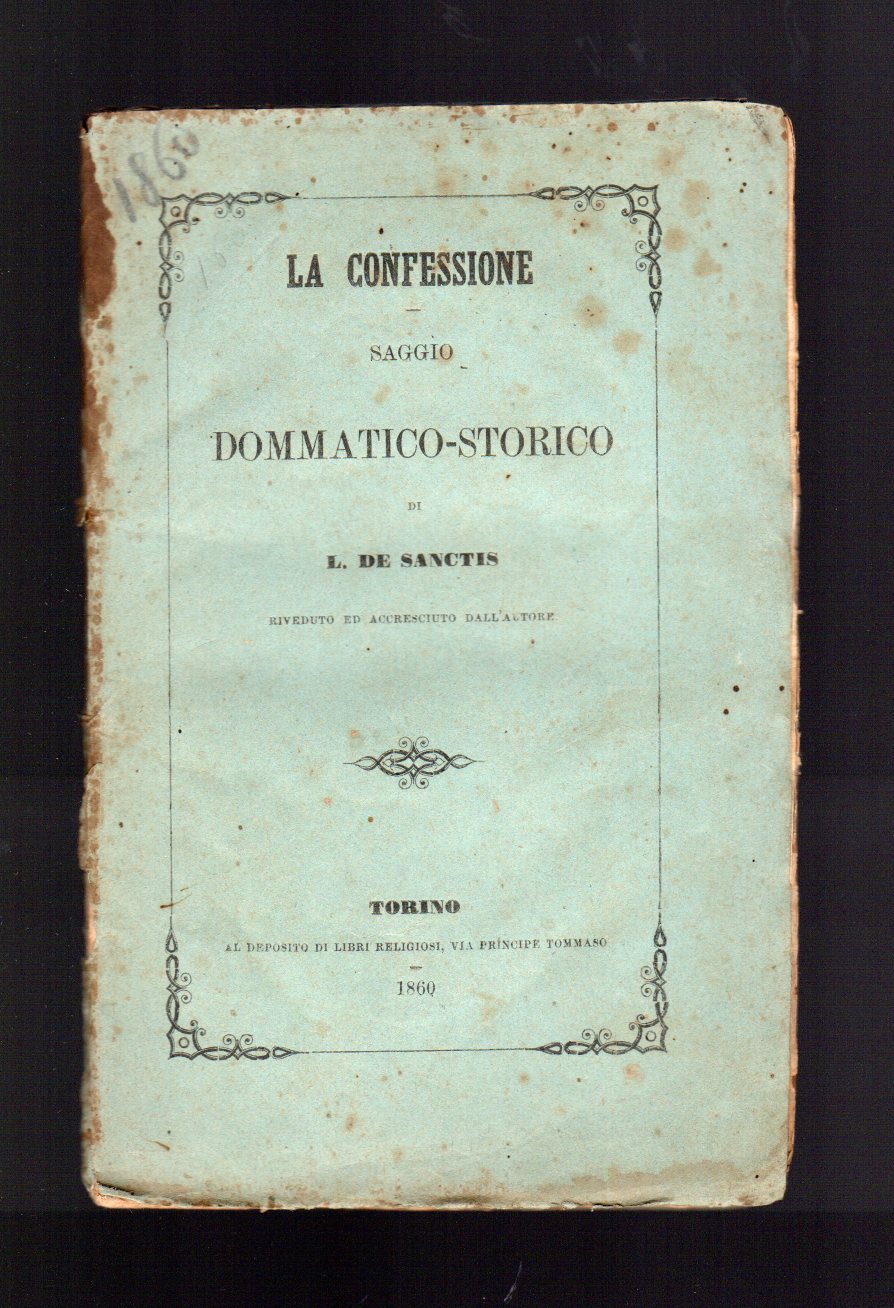 1860
LA CONFESSIONE
SAGGIO
DOMMATICO-STORICO
DI
L. DE SANCTIS
RIVEDUTO ED ACCRESCIUTO DALL'AUTORE
TORINO
AL DEPOSITO DI LIBRI RELIGIOSI, VIA PRINCIPE TOMMASO
1860